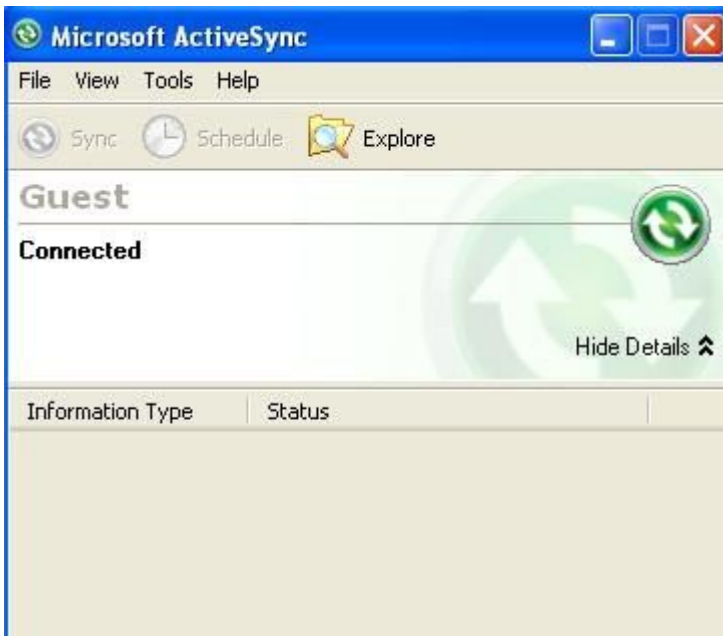 Microsoft ActiveSync
File View Tools Help
Sync Schedule Explore
Guest
Connected
Hide Details
Information Type Status